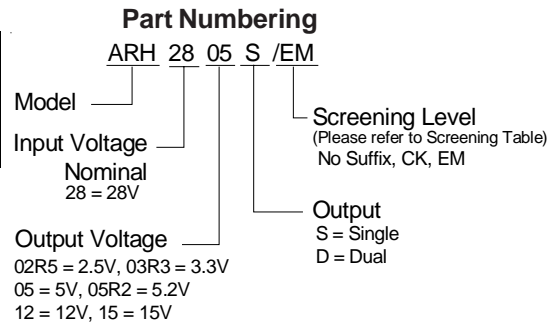 Part Numbering
ARH 28 05 S /EM
Model
Input Voltage
Nominal
28 = 28V
Output Voltage
02R5 = 2.5V, 03R3 = 3.3V
05 = 5V, 05R2 = 5.2V
12 = 12V, 15 = 15V
Screening Level
(Please refer to Screening Table)
No Suffix, CK, EM
Output
S = Single
D = Dual